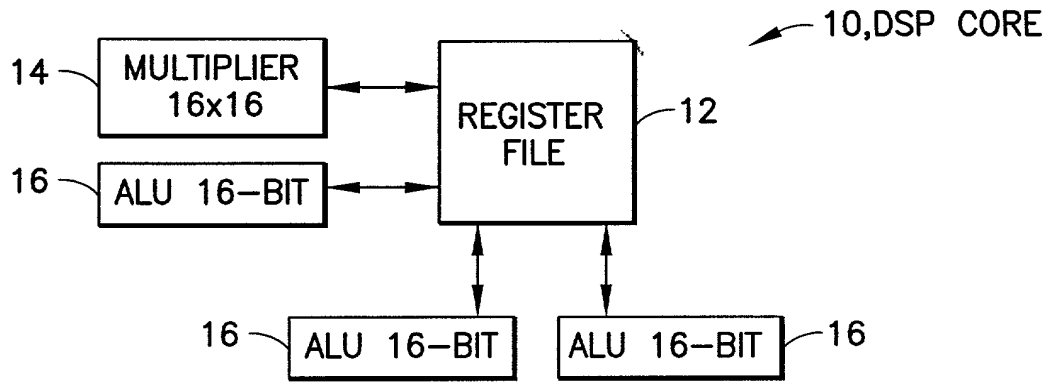 10,DSP CORE
14
MULTIPLIER
16x16
REGISTER
FILE
12
16
ALU 16-BIT
16
ALU 16-BIT
ALU 16-BIT
16